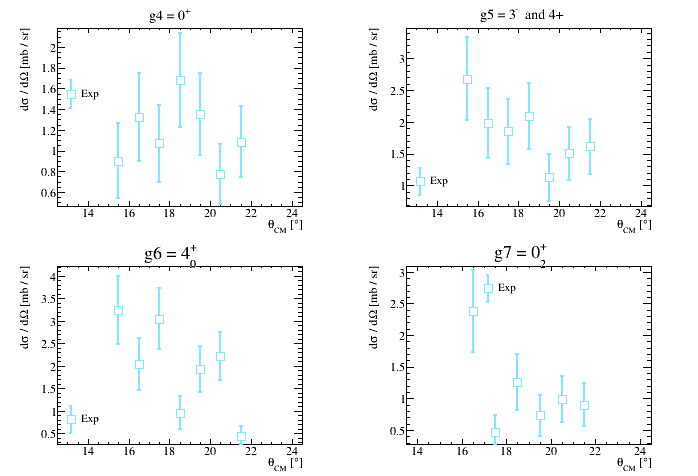 g4 = 0⁺
dσ / dΩ [mb / sr]
2
1.8
1.6
1.4
1.2
1
0.8
0.6
Exp
14 16 18 20 22 24
θCM [°]
g5 = 3⁻ and 4+
dσ / dΩ [mb / sr]
3
2.5
2
1.5
1
Exp
14 16 18 20 22 24
θCM [°]
g6 = 4⁺₀
dσ / dΩ [mb / sr]
4
3.5
3
2.5
2
1.5
1
0.5
Exp
14 16 18 20 22 24
θCM [°]
g7 = 0⁺₂
dσ / dΩ [mb / sr]
3
2.5
2
1.5
1
0.5
Exp
14 16 18 20 22 24
θCM [°]